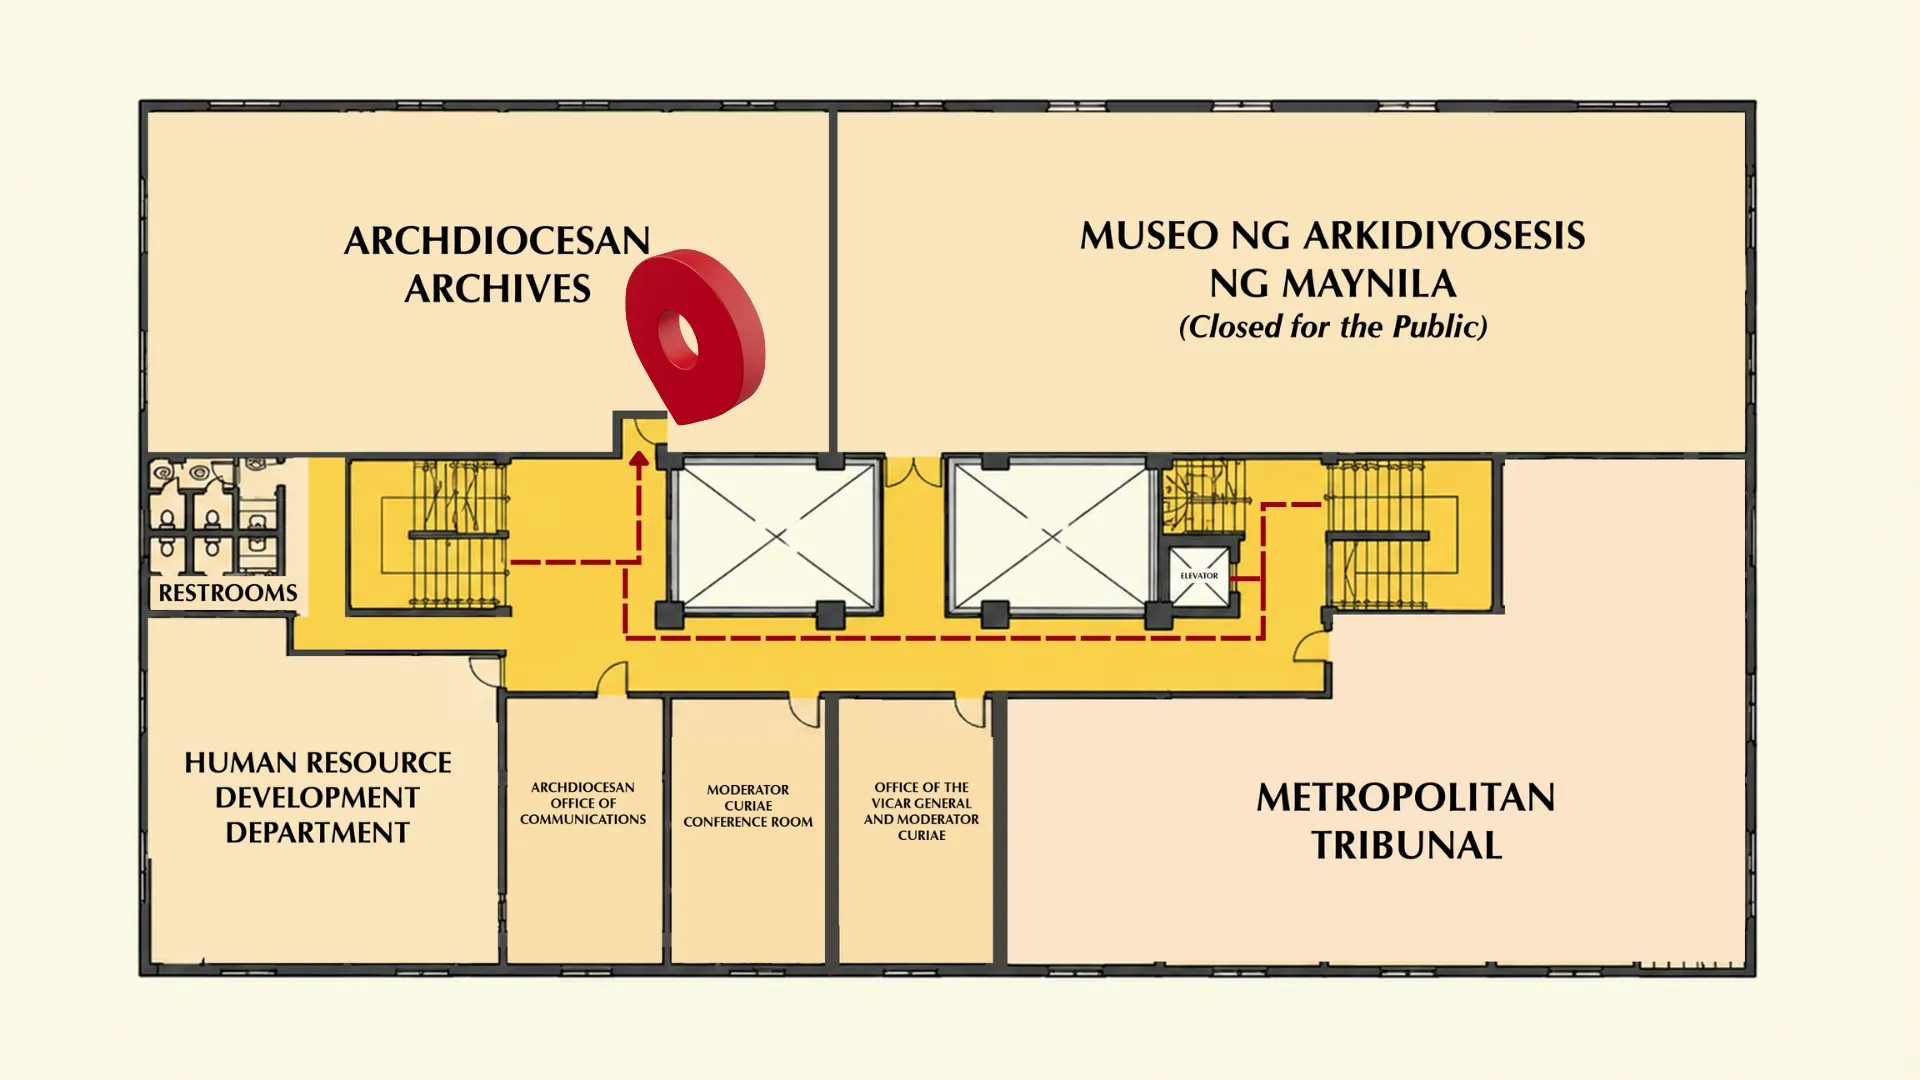 ARCHDIOCESAN
ARCHIVES
MUSEO NG ARKIDIYOSESIS
NG MAYNILA
(Closed for the Public)
ELEVATOR
RESTROOMS
HUMAN RESOURCE
DEVELOPMENT
DEPARTMENT
ARCHDIOCESAN
OFFICE OF
COMMUNICATIONS
MODERATOR
CURIAE
CONFERENCE ROOM
OFFICE OF THE
VICAR GENERAL
AND MODERATOR
CURIAE
METROPOLITAN
TRIBUNAL